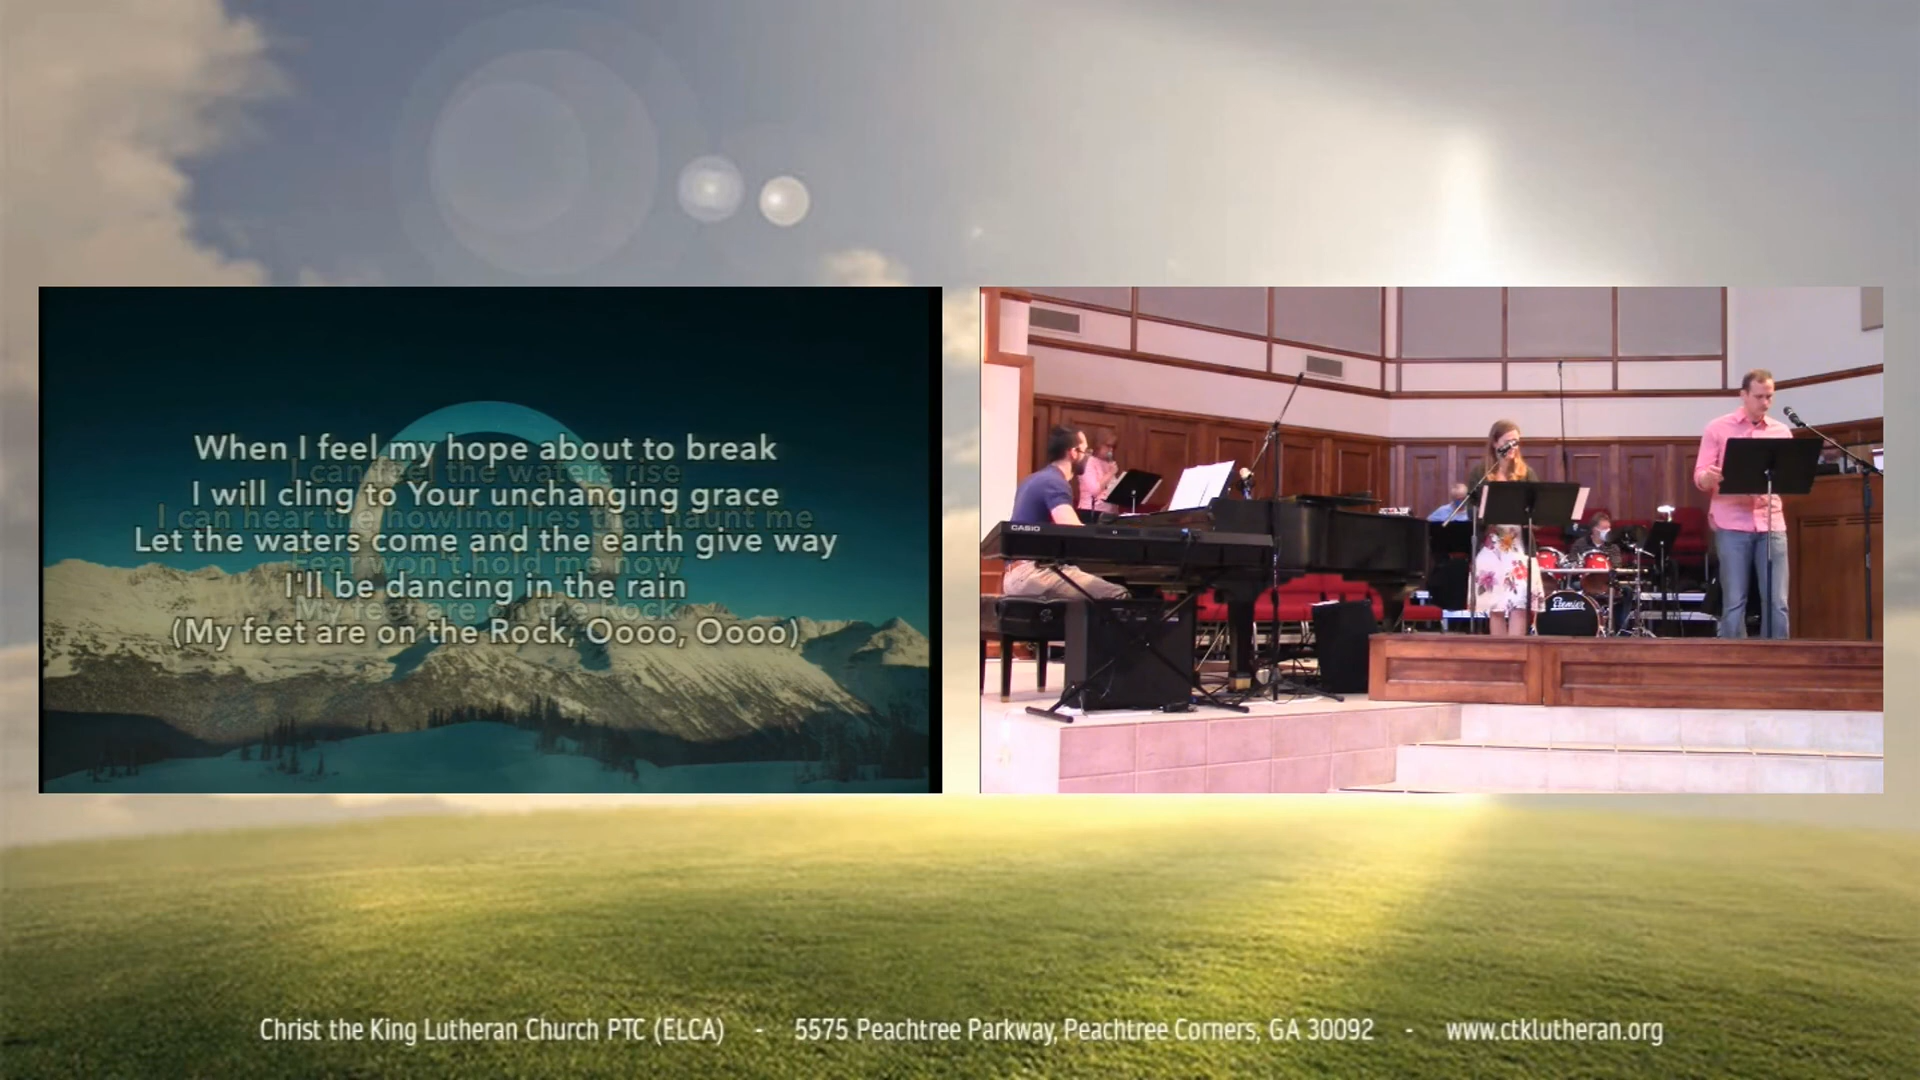 When I feel my hope about to break
I can feel the waters rise
I will cling to Your unchanging grace
I can hear the howling lies that haunt me
Let the waters come and the earth give way
Fear won't hold me now
I'll be dancing in the rain
My feet are on the Rock
(My feet are on the Rock, Oooo, Oooo)
CASIO
Premier
Christ the King Lutheran Church PTC (ELCA) - 5575 Peachtree Parkway, Peachtree Corners, GA 30092 - www.ctklutheran.org